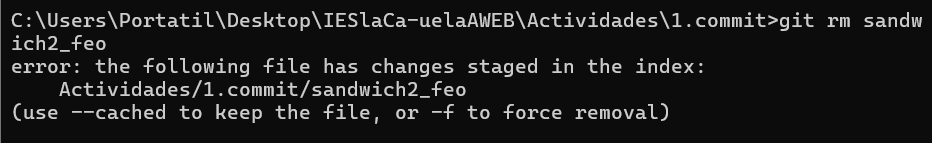 C:\Users\Portatil\Desktop\IESlaCa-uelaAWEB\Actividades\1.commit>git rm sandw
ich2_feo
error: the following file has changes staged in the index:
    Actividades/1.commit/sandwich2_feo
(use --cached to keep the file, or -f to force removal)